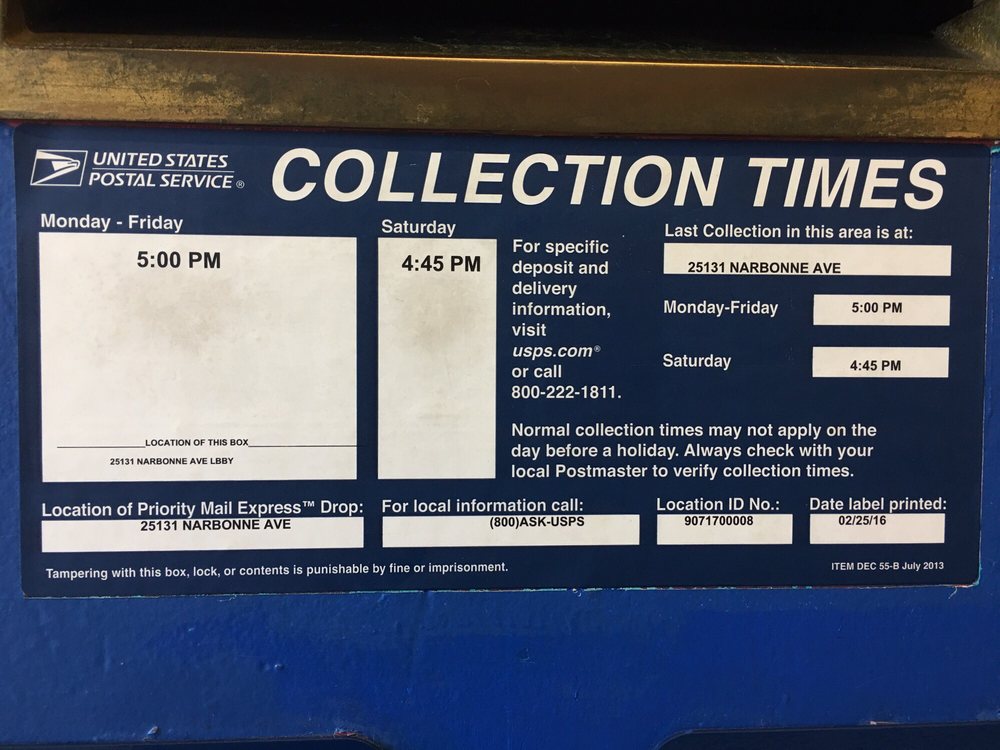 UNITED STATES
POSTAL SERVICE®
COLLECTION TIMES
Monday - Friday
5:00 PM
LOCATION OF THIS BOX
25131 NARBONNE AVE LBBY
Saturday
4:45 PM
For specific
deposit and
delivery
information,
visit
usps.com®
or call
800-222-1811.
Last Collection in this area is at:
25131 NARBONNE AVE
Monday-Friday
5:00 PM
Saturday
4:45 PM
Normal collection times may not apply on the
day before a holiday. Always check with your
local Postmaster to verify collection times.
Location of Priority Mail Express™ Drop:
25131 NARBONNE AVE
For local information call:
(800)ASK-USPS
Location ID No.:
9071700008
Date label printed:
02/25/16
Tampering with this box, lock, or contents is punishable by fine or imprisonment.
ITEM DEC 55-B July 2013